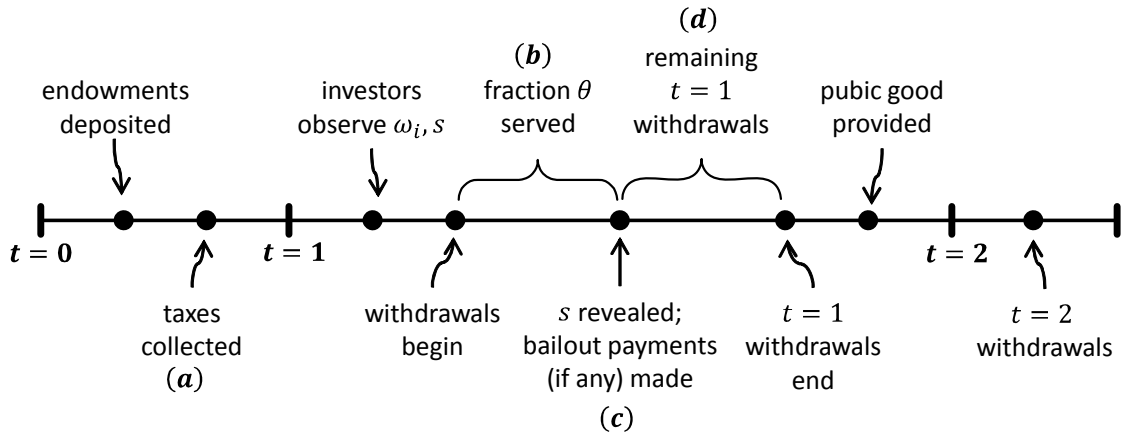 endowments
deposited
investors
observe ωᵢ, s
(b)
fraction θ
served
(d)
remaining
t = 1
withdrawals
pubic good
provided
t = 0
t = 1
t = 2
taxes
collected
(a)
withdrawals
begin
s revealed;
bailout payments
(if any) made
(c)
t = 1
withdrawals
end
t = 2
withdrawals